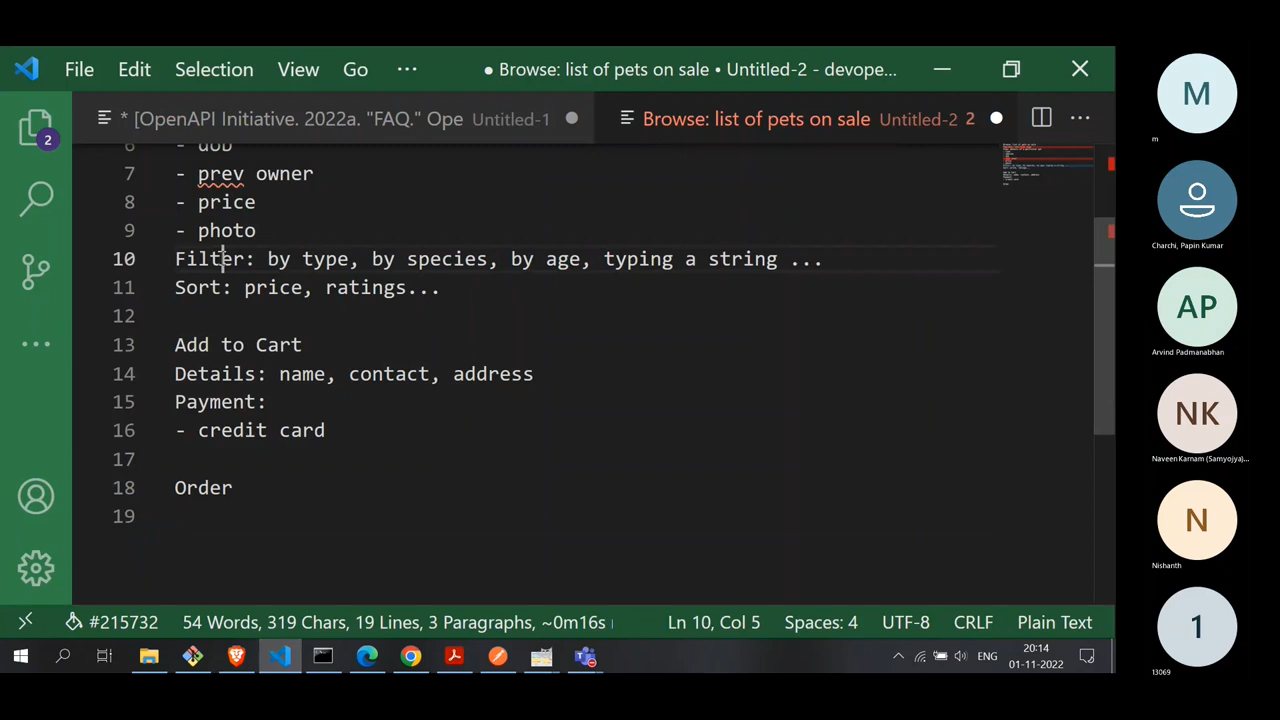 File Edit Selection View Go ··· ● Browse: list of pets on sale • Untitled-2 - devope...
2
* [OpenAPI Initiative. 2022a. "FAQ." Ope Untitled-1
Browse: list of pets on sale Untitled-2 2
6 - dob
7 - prev owner
8 - price
9 - photo
10 Filter: by type, by species, by age, typing a string ...
11 Sort: price, ratings...
12
13 Add to Cart
14 Details: name, contact, address
15 Payment:
16 - credit card
17
18 Order
19
#215732 54 Words, 319 Chars, 19 Lines, 3 Paragraphs, ~0m16s Ln 10, Col 5 Spaces: 4 UTF-8 CRLF Plain Text
ENG
20:14
01-11-2022
M
m
Charchi, Papin Kumar
AP
Arvind Padmanabhan
NK
Naveen Karnam (Samyojya)...
N
Nishanth
1
13069